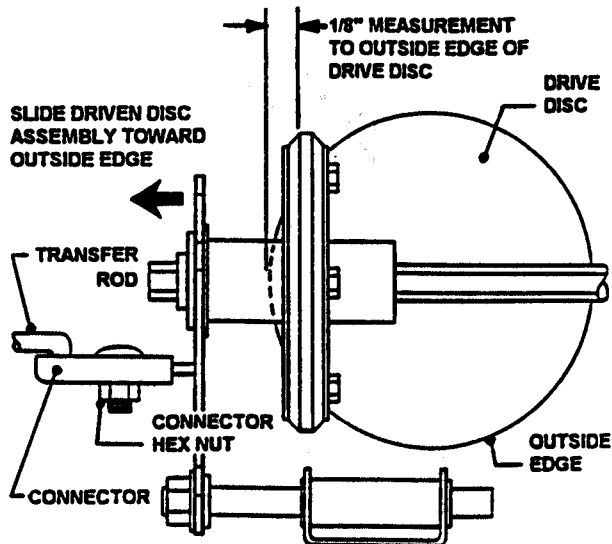 1/8" MEASUREMENT
TO OUTSIDE EDGE OF
DRIVE DISC
DRIVE
DISC
SLIDE DRIVEN DISC
ASSEMBLY TOWARD
OUTSIDE EDGE
TRANSFER
ROD
CONNECTOR
HEX NUT
OUTSIDE
EDGE
CONNECTOR